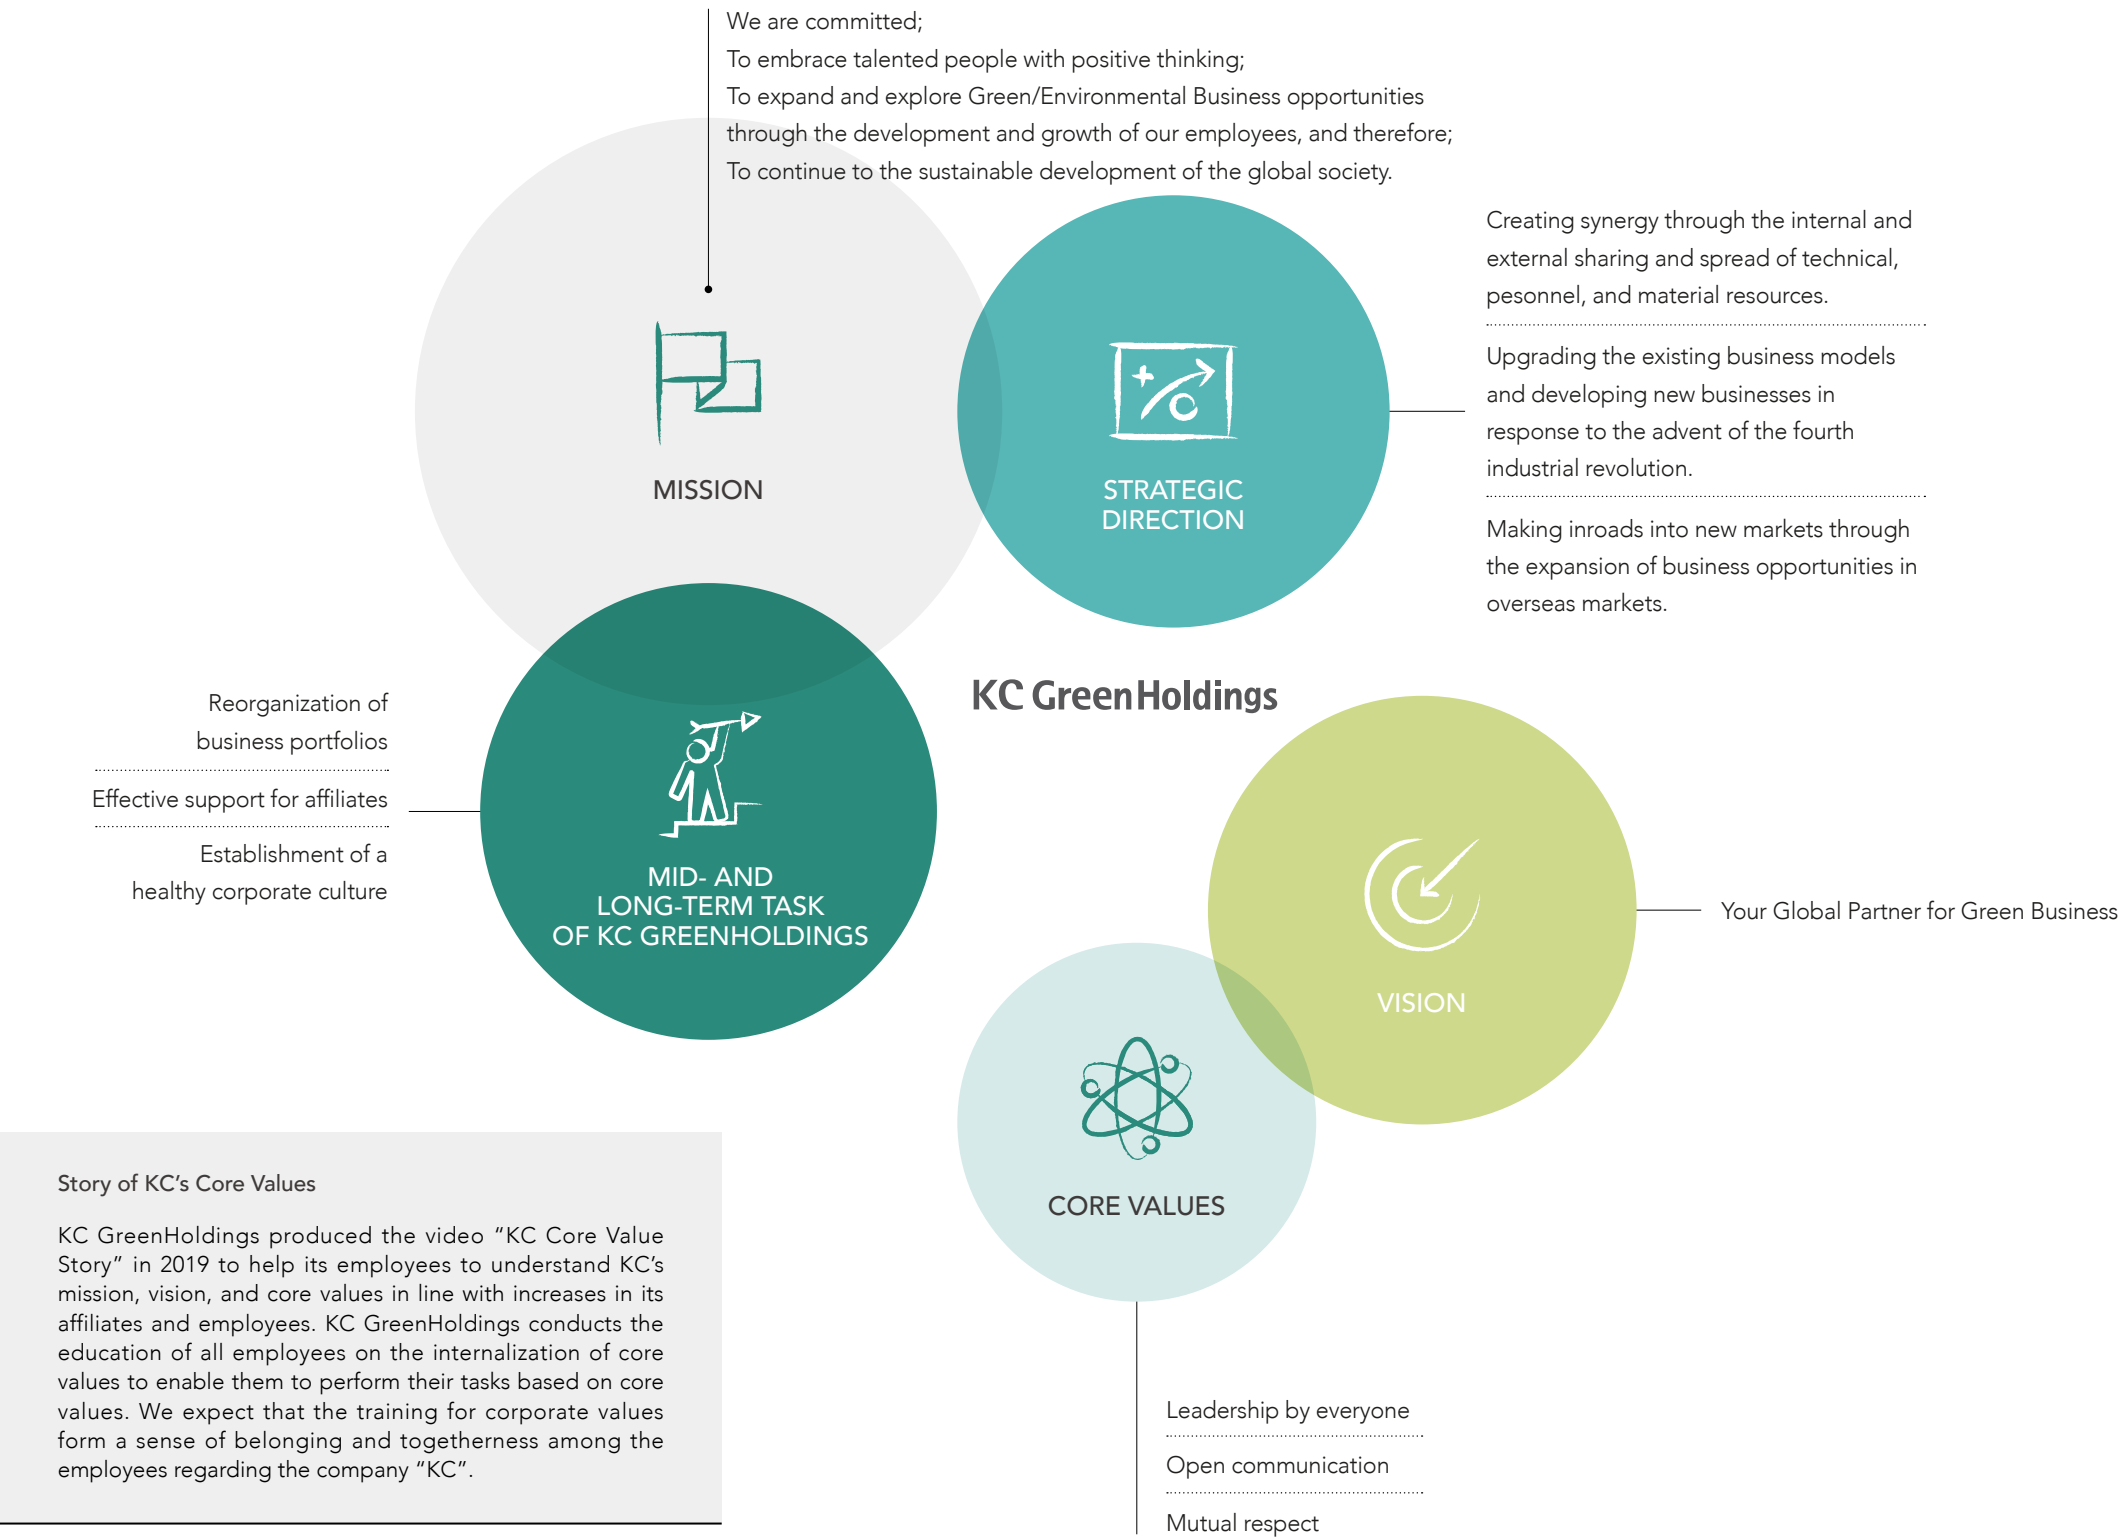 We are committed;
To embrace talented people with positive thinking;
To expand and explore Green/Environmental Business opportunities
through the development and growth of our employees, and therefore;
To continue to the sustainable development of the global society.
MISSION
STRATEGIC
DIRECTION
Creating synergy through the internal and
external sharing and spread of technical,
pesonnel, and material resources.
Upgrading the existing business models
and developing new businesses in
response to the advent of the fourth
industrial revolution.
Making inroads into new markets through
the expansion of business opportunities in
overseas markets.
KC GreenHoldings
Reorganization of
business portfolios
Effective support for affiliates
Establishment of a
healthy corporate culture
MID- AND
LONG-TERM TASK
OF KC GREENHOLDINGS
VISION
Your Global Partner for Green Business
CORE VALUES
Leadership by everyone
Open communication
Mutual respect
Story of KC's Core Values
KC GreenHoldings produced the video “KC Core Value
Story” in 2019 to help its employees to understand KC's
mission, vision, and core values in line with increases in its
affiliates and employees. KC GreenHoldings conducts the
education of all employees on the internalization of core
values to enable them to perform their tasks based on core
values. We expect that the training for corporate values
form a sense of belonging and togetherness among the
employees regarding the company “KC”.